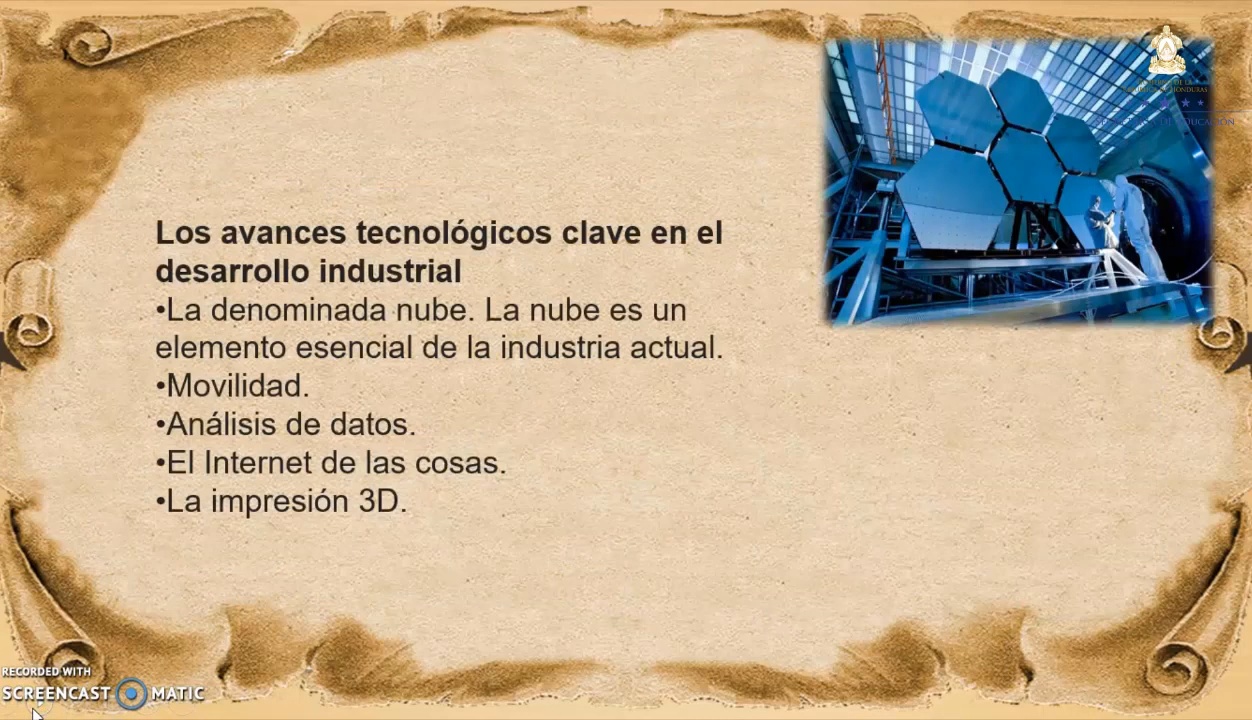 Los avances tecnológicos clave en el
desarrollo industrial
•La denominada nube. La nube es un
elemento esencial de la industria actual.
•Movilidad.
•Análisis de datos.
•El Internet de las cosas.
•La impresión 3D.
RECORDED WITH
SCREENCAST MATIC